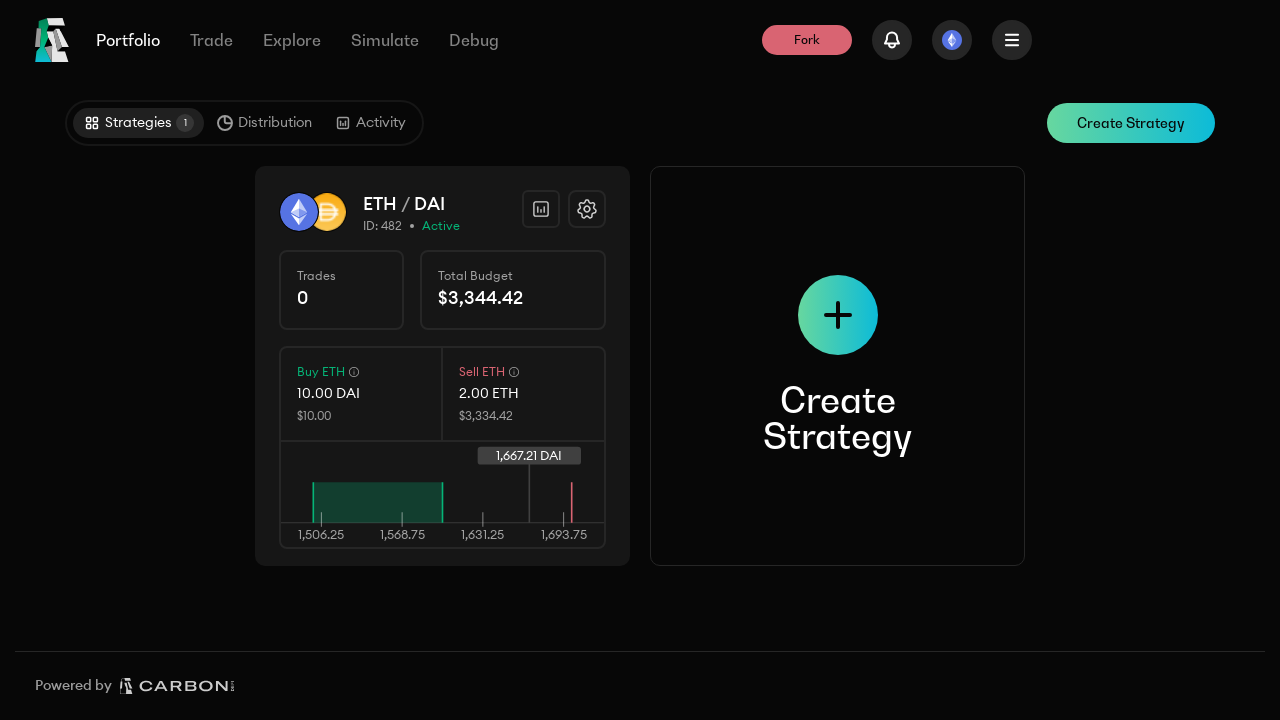 Portfolio Trade Explore Simulate Debug Fork
Strategies 1 Distribution Activity Create Strategy
ETH / DAI
ID: 482 • Active
Trades
0
Total Budget
$3,344.42
Buy ETH
10.00 DAI
$10.00
Sell ETH
2.00 ETH
$3,334.42
1,667.21 DAI
1,506.25 1,568.75 1,631.25 1,693.75
Create
Strategy
Powered by CARBON